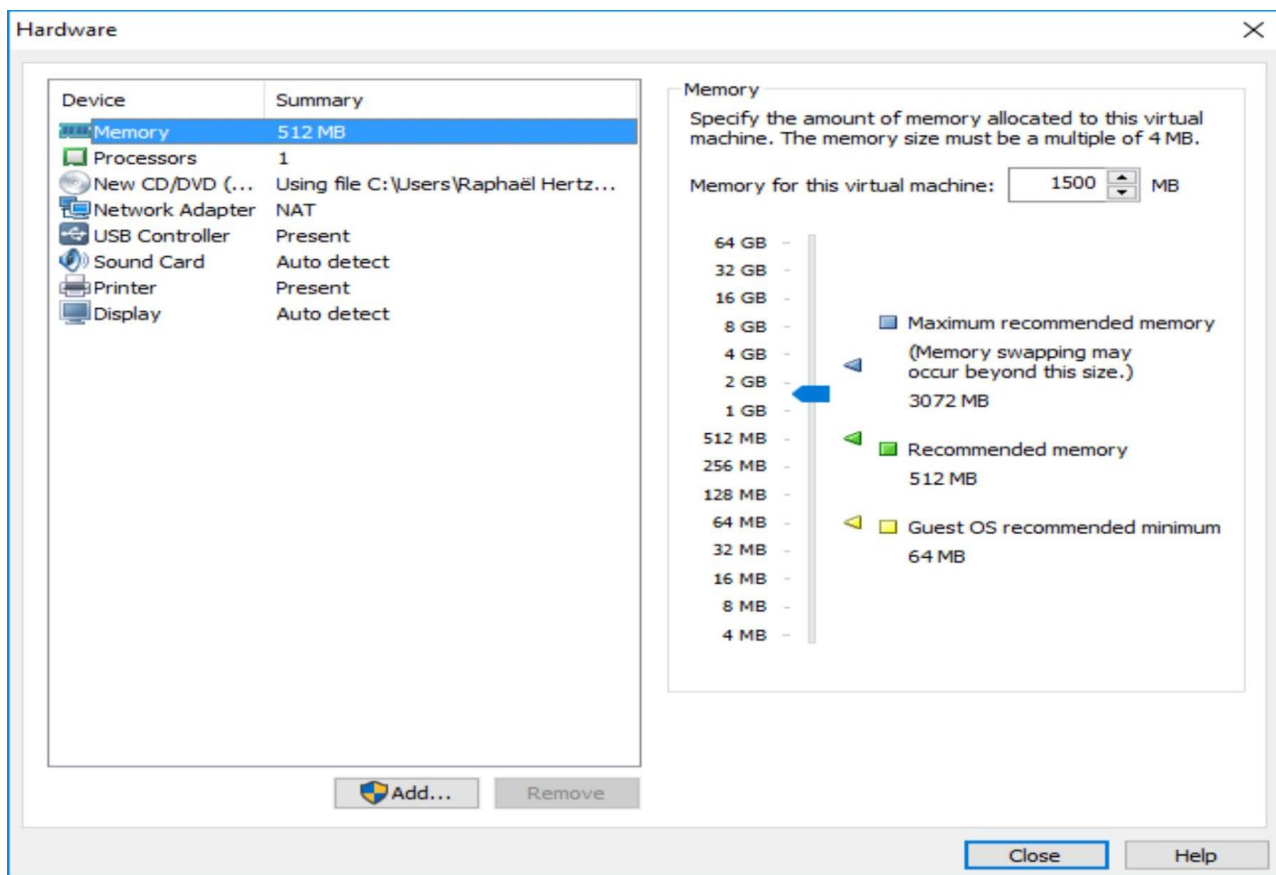 Hardware
Device Summary
Memory 512 MB
Processors 1
New CD/DVD (... Using file C:\Users\Raphaël Hertz...
Network Adapter NAT
USB Controller Present
Sound Card Auto detect
Printer Present
Display Auto detect
Add... Remove
Memory
Specify the amount of memory allocated to this virtual
machine. The memory size must be a multiple of 4 MB.
Memory for this virtual machine: 1500 MB
64 GB
32 GB
16 GB
8 GB
4 GB
2 GB
1 GB
512 MB
256 MB
128 MB
64 MB
32 MB
16 MB
8 MB
4 MB
Maximum recommended memory
(Memory swapping may
occur beyond this size.)
3072 MB
Recommended memory
512 MB
Guest OS recommended minimum
64 MB
Close Help